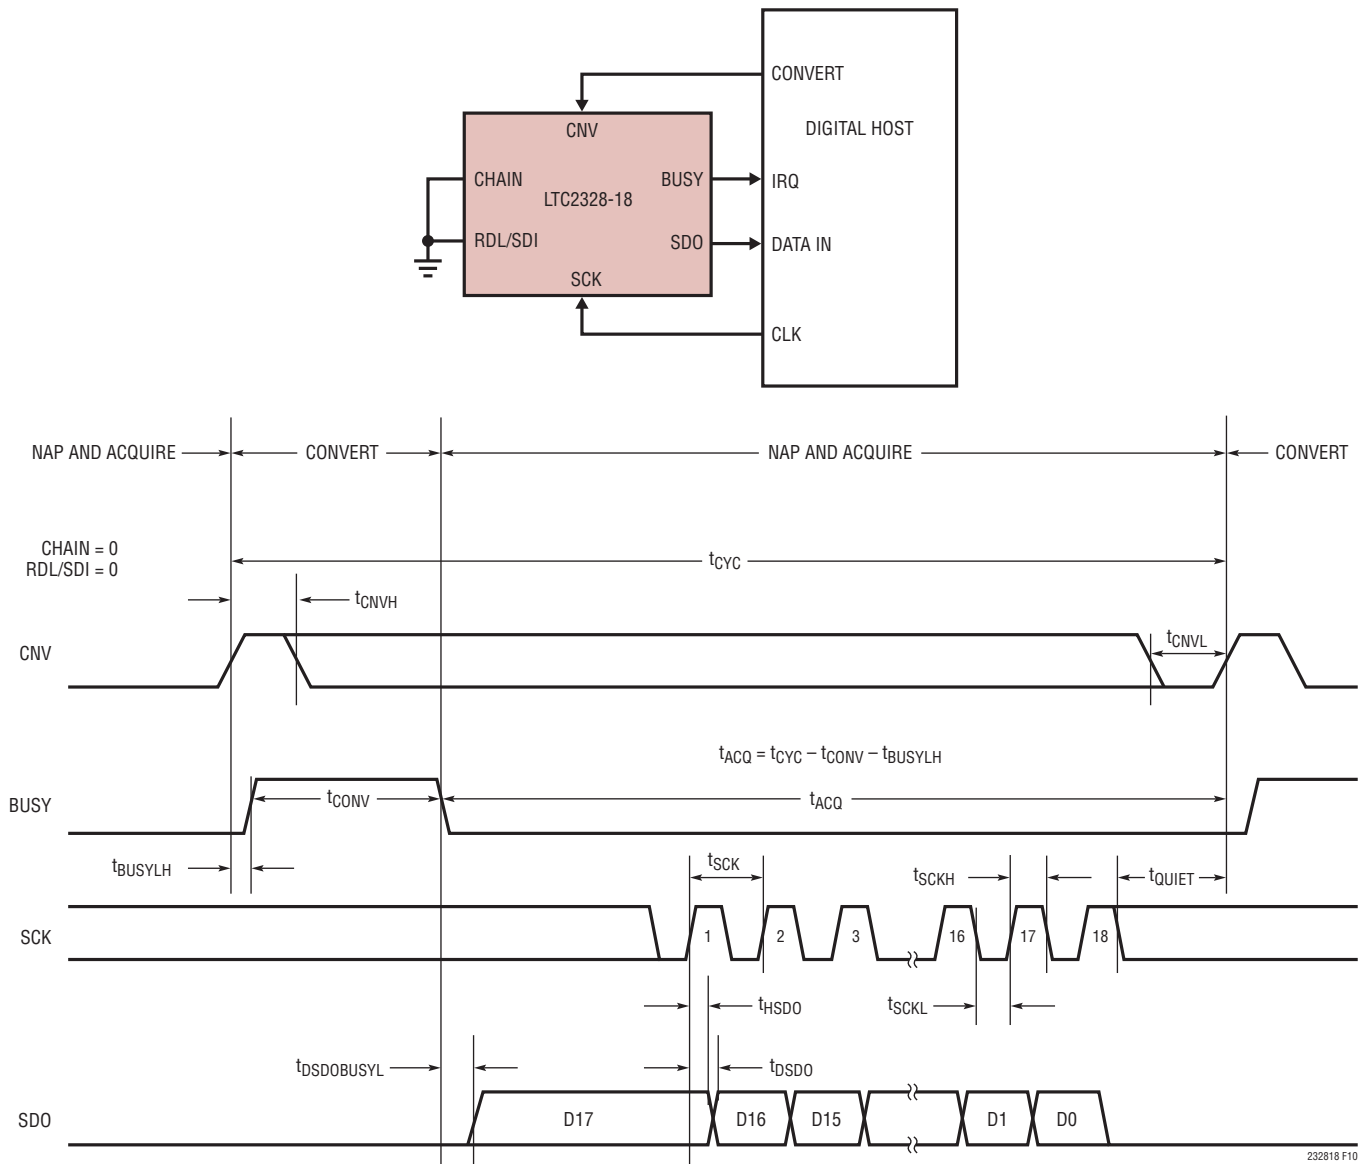 CONVERT
CNV
DIGITAL HOST
CHAIN
BUSY
IRQ
LTC2328-18
RDL/SDI
SDO
DATA IN
SCK
CLK
NAP AND ACQUIRE
CONVERT
NAP AND ACQUIRE
CONVERT
CHAIN = 0
RDL/SDI = 0
tCYC
tCNVH
CNV
tCNVL
tACQ = tCYC – tCONV – tBUSYLH
BUSY
tCONV
tACQ
tBUSYLH
tSCK
tSCKH
tQUIET
SCK
1
2
3
16
17
18
tHSDO
tSCKL
tDSDOBUSYL
tDSDO
SDO
D17
D16
D15
D1
D0
232818 F10